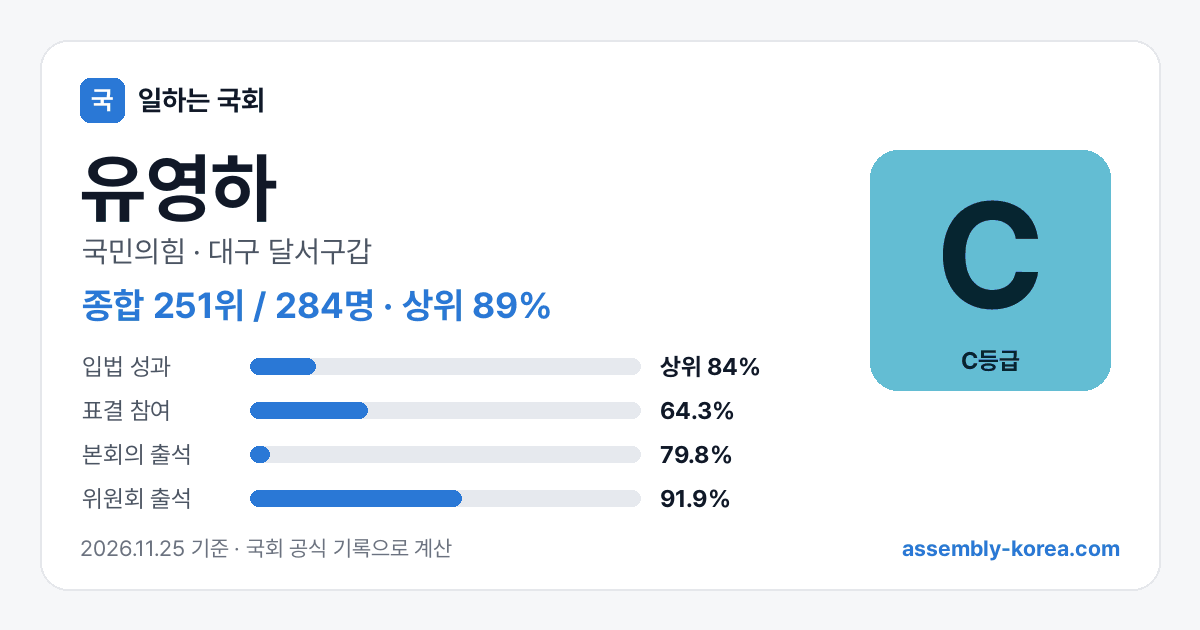 국 일하는 국회
유영하
국민의힘 · 대구 달서구갑
종합 251위 / 284명 · 상위 89%
입법 성과 상위 84%
표결 참여 64.3%
본회의 출석 79.8%
위원회 출석 91.9%
C
C등급
2026.11.25 기준 · 국회 공식 기록으로 계산
assembly-korea.com